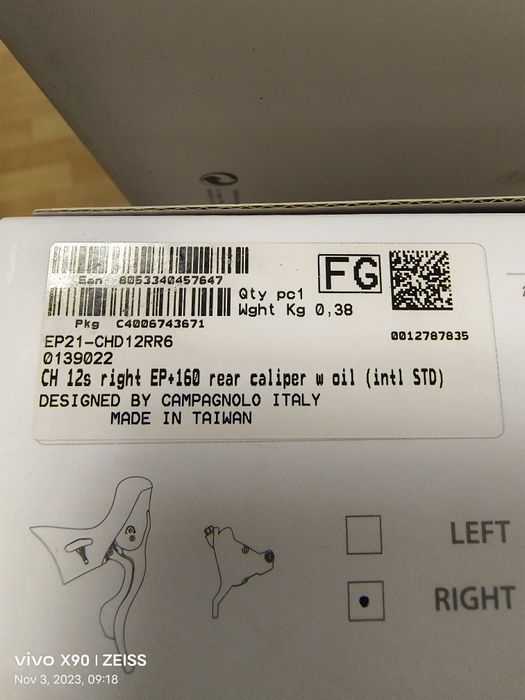 Ean 8053340457647
Pkg C4006743671
Qty pc1
Wght Kg 0,38
FG
0012787835
EP21-CHD12RR6
0139022
CH 12s right EP+160 rear caliper w oil (intl STD)
DESIGNED BY CAMPAGNOLO ITALY
MADE IN TAIWAN
LEFT
RIGHT
vivo X90 | ZEISS
Nov 3, 2023, 09:18